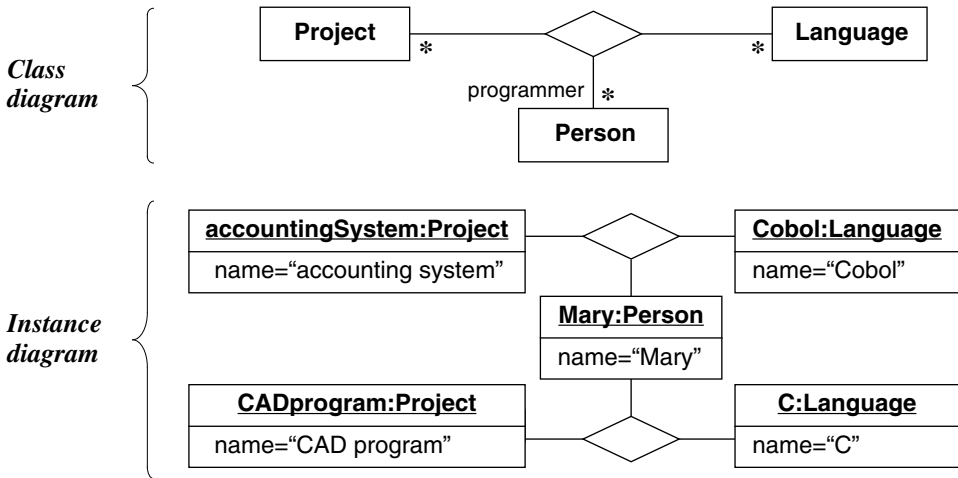 Class
diagram
Project
*
*
Language
programmer
*
Person
Instance
diagram
accountingSystem:Project
name=“accounting system”
Cobol:Language
name=“Cobol”
Mary:Person
name=“Mary”
CADprogram:Project
name=“CAD program”
C:Language
name=“C”